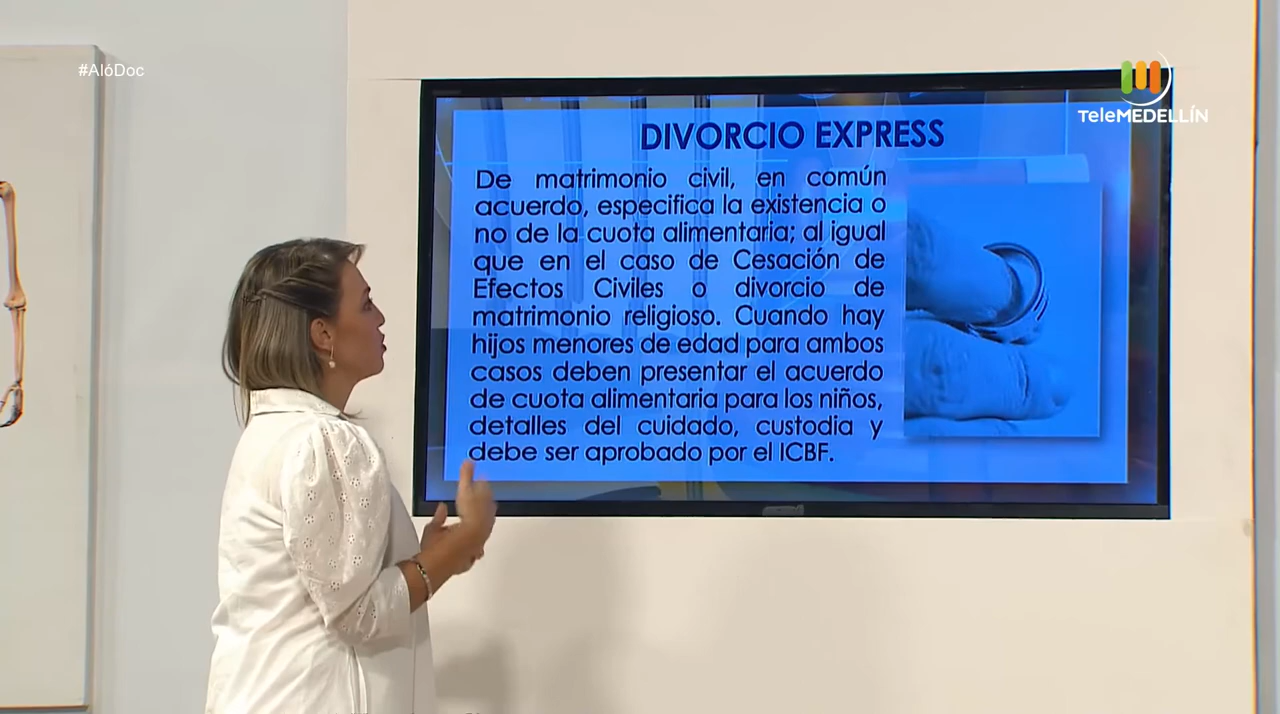 #AlóDoc
TeleMEDELLÍN
DIVORCIO EXPRESS
De matrimonio civil, en común
acuerdo, especifica la existencia o
no de la cuota alimentaria; al igual
que en el caso de Cesación de
Efectos Civiles o divorcio de
matrimonio religioso. Cuando hay
hijos menores de edad para ambos
casos deben presentar el acuerdo
de cuota alimentaria para los niños,
detalles del cuidado, custodia y
debe ser aprobado por el ICBF.